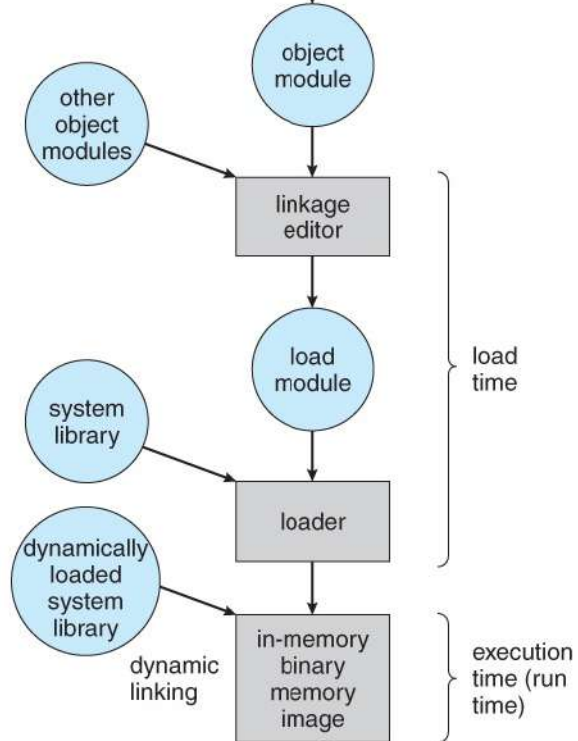 object
module
other
object
modules
linkage
editor
load
module
load
time
system
library
loader
dynamically
loaded
system
library
dynamic
linking
in-memory
binary
memory
image
execution
time (run
time)